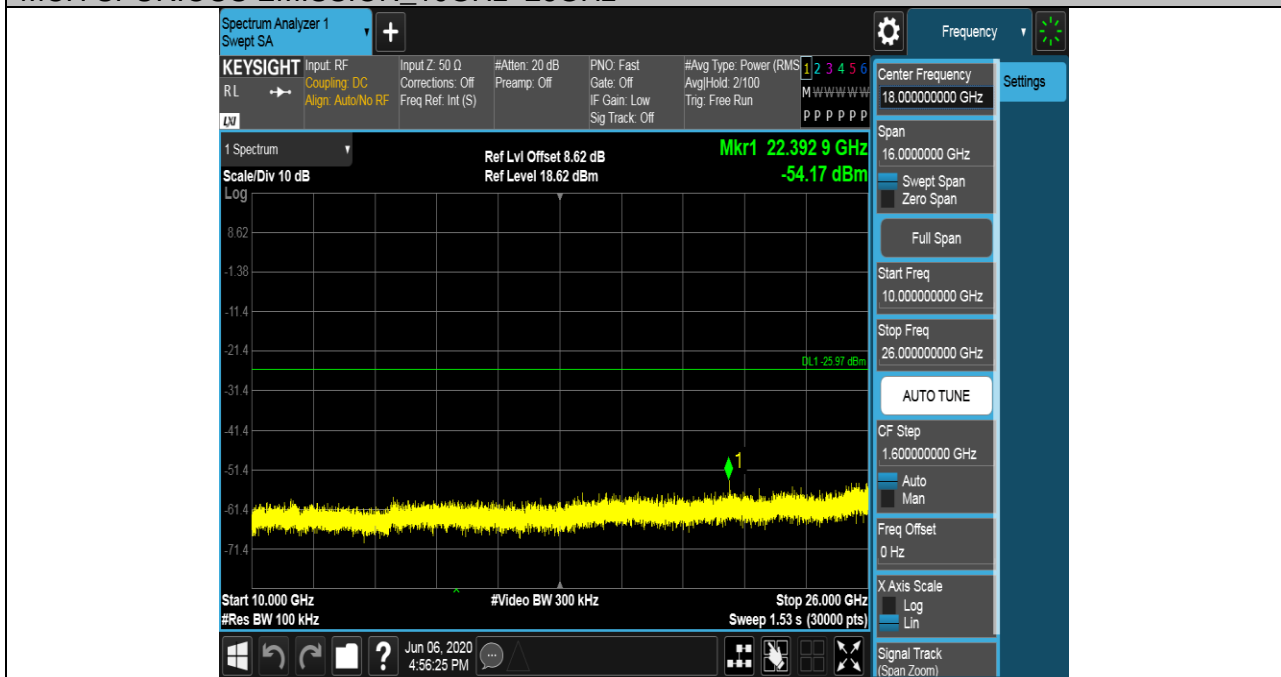 Spectrum Analyzer 1
Swept SA
+
Frequency
KEYSIGHT
RL
LXI
Input: RF
Coupling: DC
Align: Auto/No RF
Input Z: 50 Ω
Corrections: Off
Freq Ref: Int (S)
#Atten: 20 dB
Preamp: Off
PNO: Fast
Gate: Off
IF Gain: Low
Sig Track: Off
#Avg Type: Power (RMS
Avg|Hold: 2/100
Trig: Free Run
1 2 3 4 5 6
M W W W W W
P P P P P P
1 Spectrum
Scale/Div 10 dB
Log
Ref Lvl Offset 8.62 dB
Ref Level 18.62 dBm
Mkr1 22.392 9 GHz
-54.17 dBm
8.62
-1.38
-11.4
-21.4
DL1 -25.97 dBm
-31.4
-41.4
1
-51.4
-61.4
-71.4
Start 10.000 GHz
#Res BW 100 kHz
#Video BW 300 kHz
Stop 26.000 GHz
Sweep 1.53 s (30000 pts)
?
Jun 06, 2020
4:56:25 PM
Center Frequency
18.000000000 GHz
Span
16.0000000 GHz
Swept Span
Zero Span
Full Span
Start Freq
10.000000000 GHz
Stop Freq
26.000000000 GHz
AUTO TUNE
CF Step
1.600000000 GHz
Auto
Man
Freq Offset
0 Hz
X Axis Scale
Log
Lin
Signal Track
(Span Zoom)
Settings